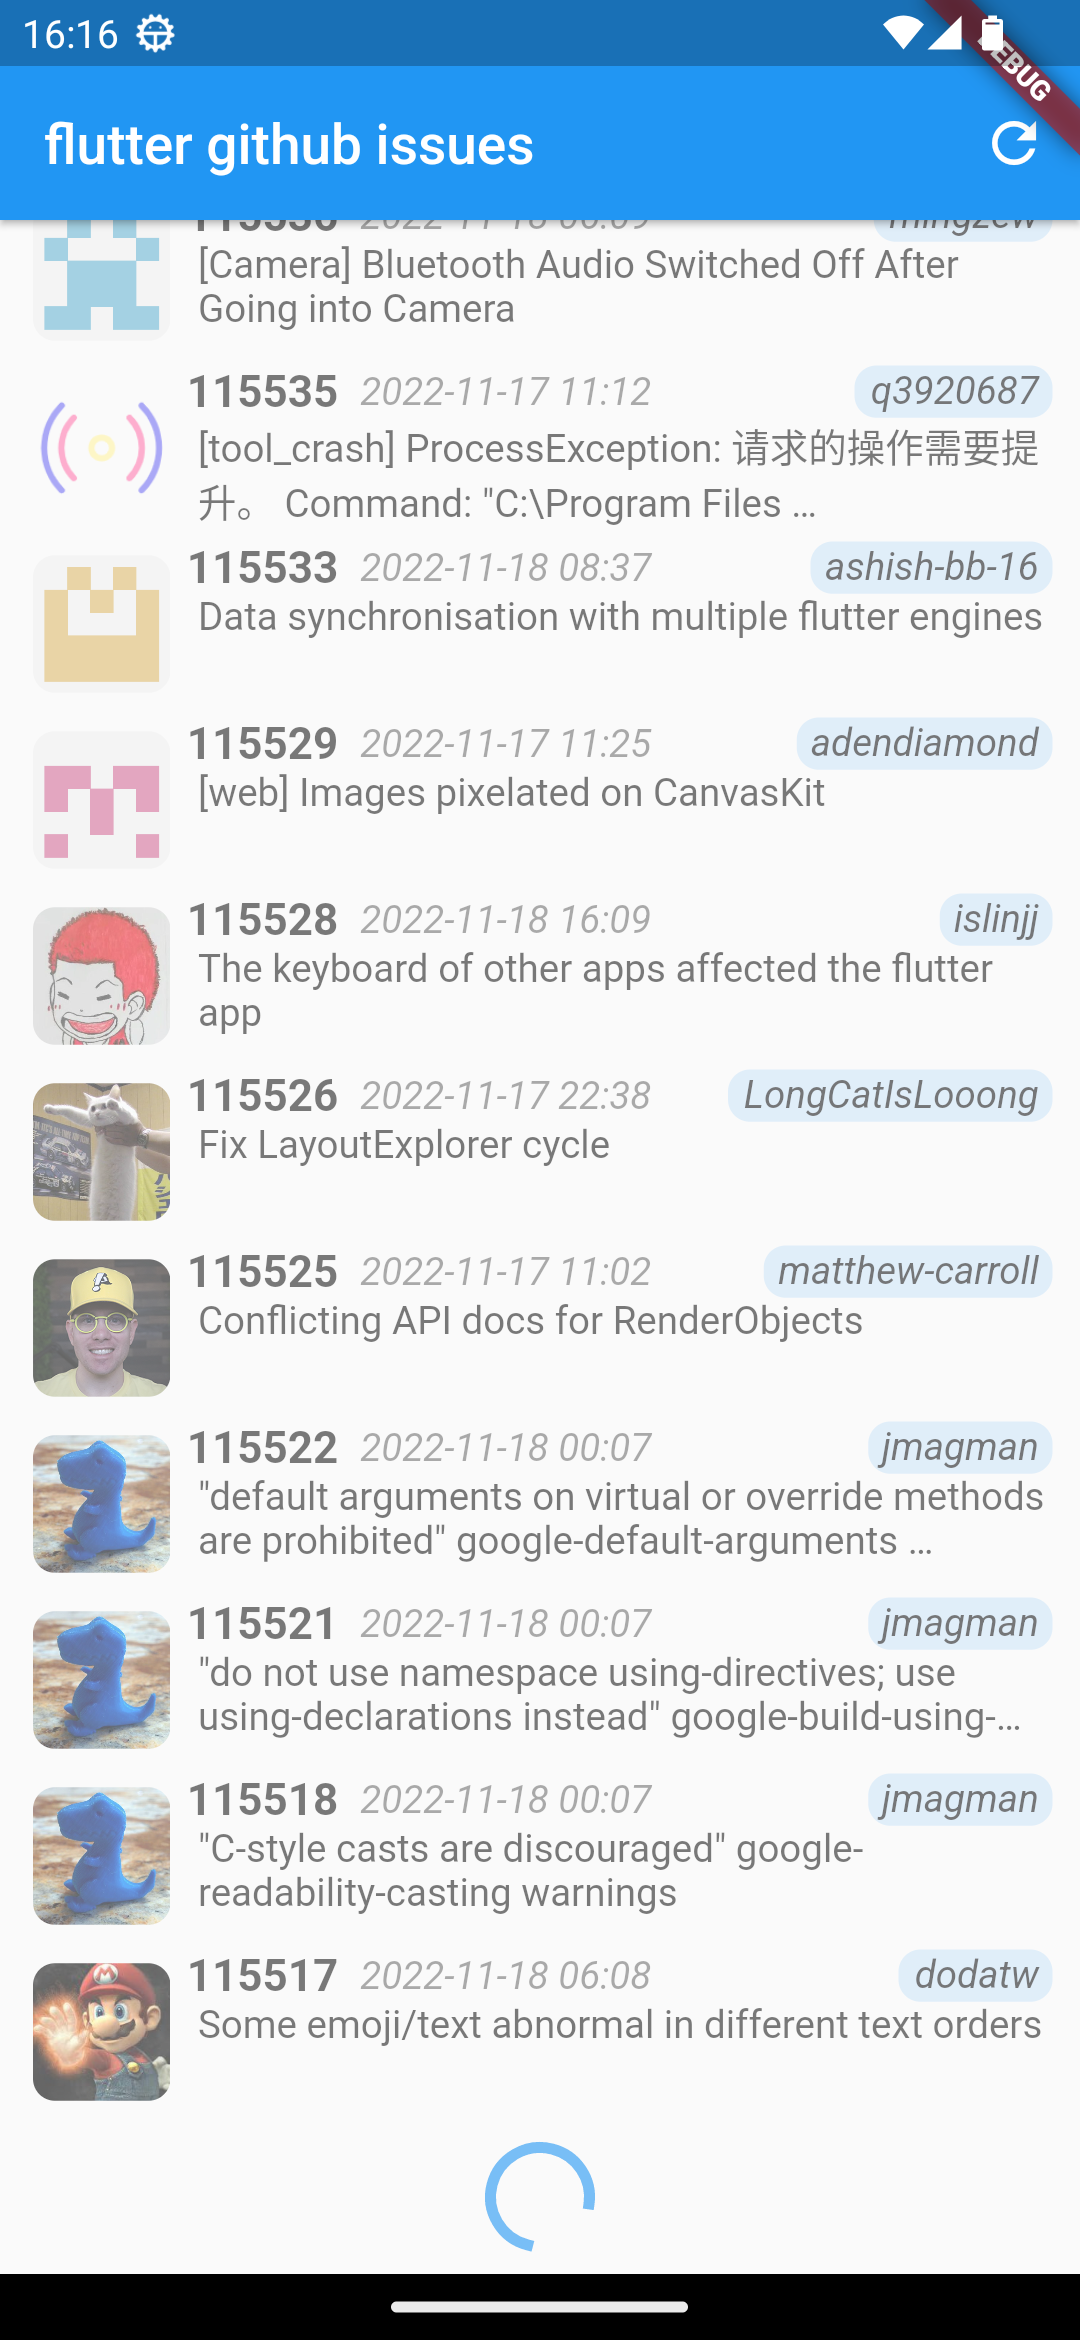 16:16
DEBUG
flutter github issues
115536 2022-11-18 00:09 mingzew
[Camera] Bluetooth Audio Switched Off After
Going into Camera
115535 2022-11-17 11:12 q3920687
[tool_crash] ProcessException: 请求的操作需要提
升。 Command: "C:\Program Files …
115533 2022-11-18 08:37 ashish-bb-16
Data synchronisation with multiple flutter engines
115529 2022-11-17 11:25 adendiamond
[web] Images pixelated on CanvasKit
115528 2022-11-18 16:09 islinjj
The keyboard of other apps affected the flutter
app
115526 2022-11-17 22:38 LongCatIsLooong
Fix LayoutExplorer cycle
115525 2022-11-17 11:02 matthew-carroll
Conflicting API docs for RenderObjects
115522 2022-11-18 00:07 jmagman
"default arguments on virtual or override methods
are prohibited" google-default-arguments …
115521 2022-11-18 00:07 jmagman
"do not use namespace using-directives; use
using-declarations instead" google-build-using-…
115518 2022-11-18 00:07 jmagman
"C-style casts are discouraged" google-
readability-casting warnings
115517 2022-11-18 06:08 dodatw
Some emoji/text abnormal in different text orders